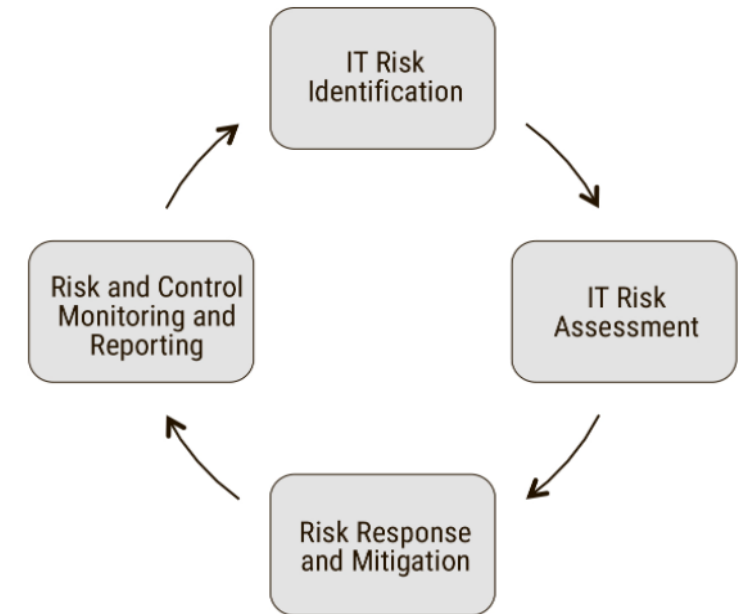 IT Risk
Identification
IT Risk
Assessment
Risk Response
and Mitigation
Risk and Control
Monitoring and
Reporting